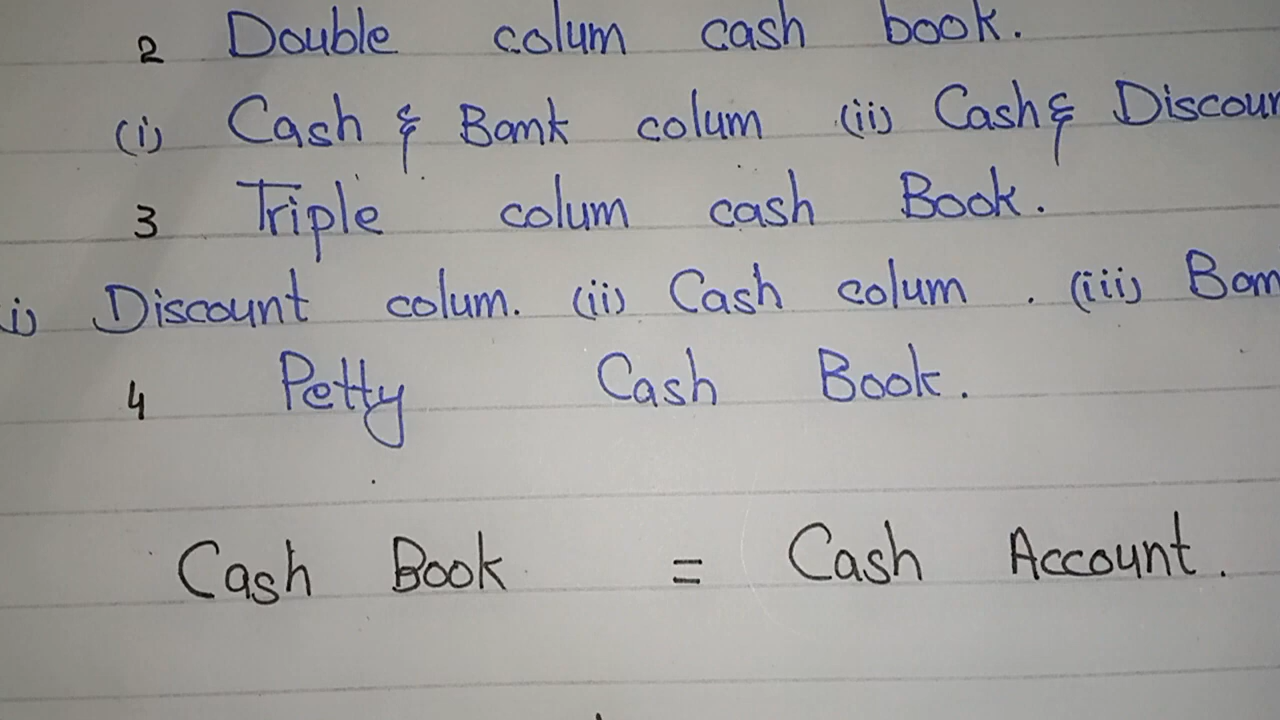 2 Double colum cash book.
(i) Cash & Bank colum (ii) Cash & Discoun
3 Triple colum cash Book.
i) Discount colum. (ii) Cash colum . (iii) Ban
4 Petty Cash Book.
Cash Book = Cash Account.